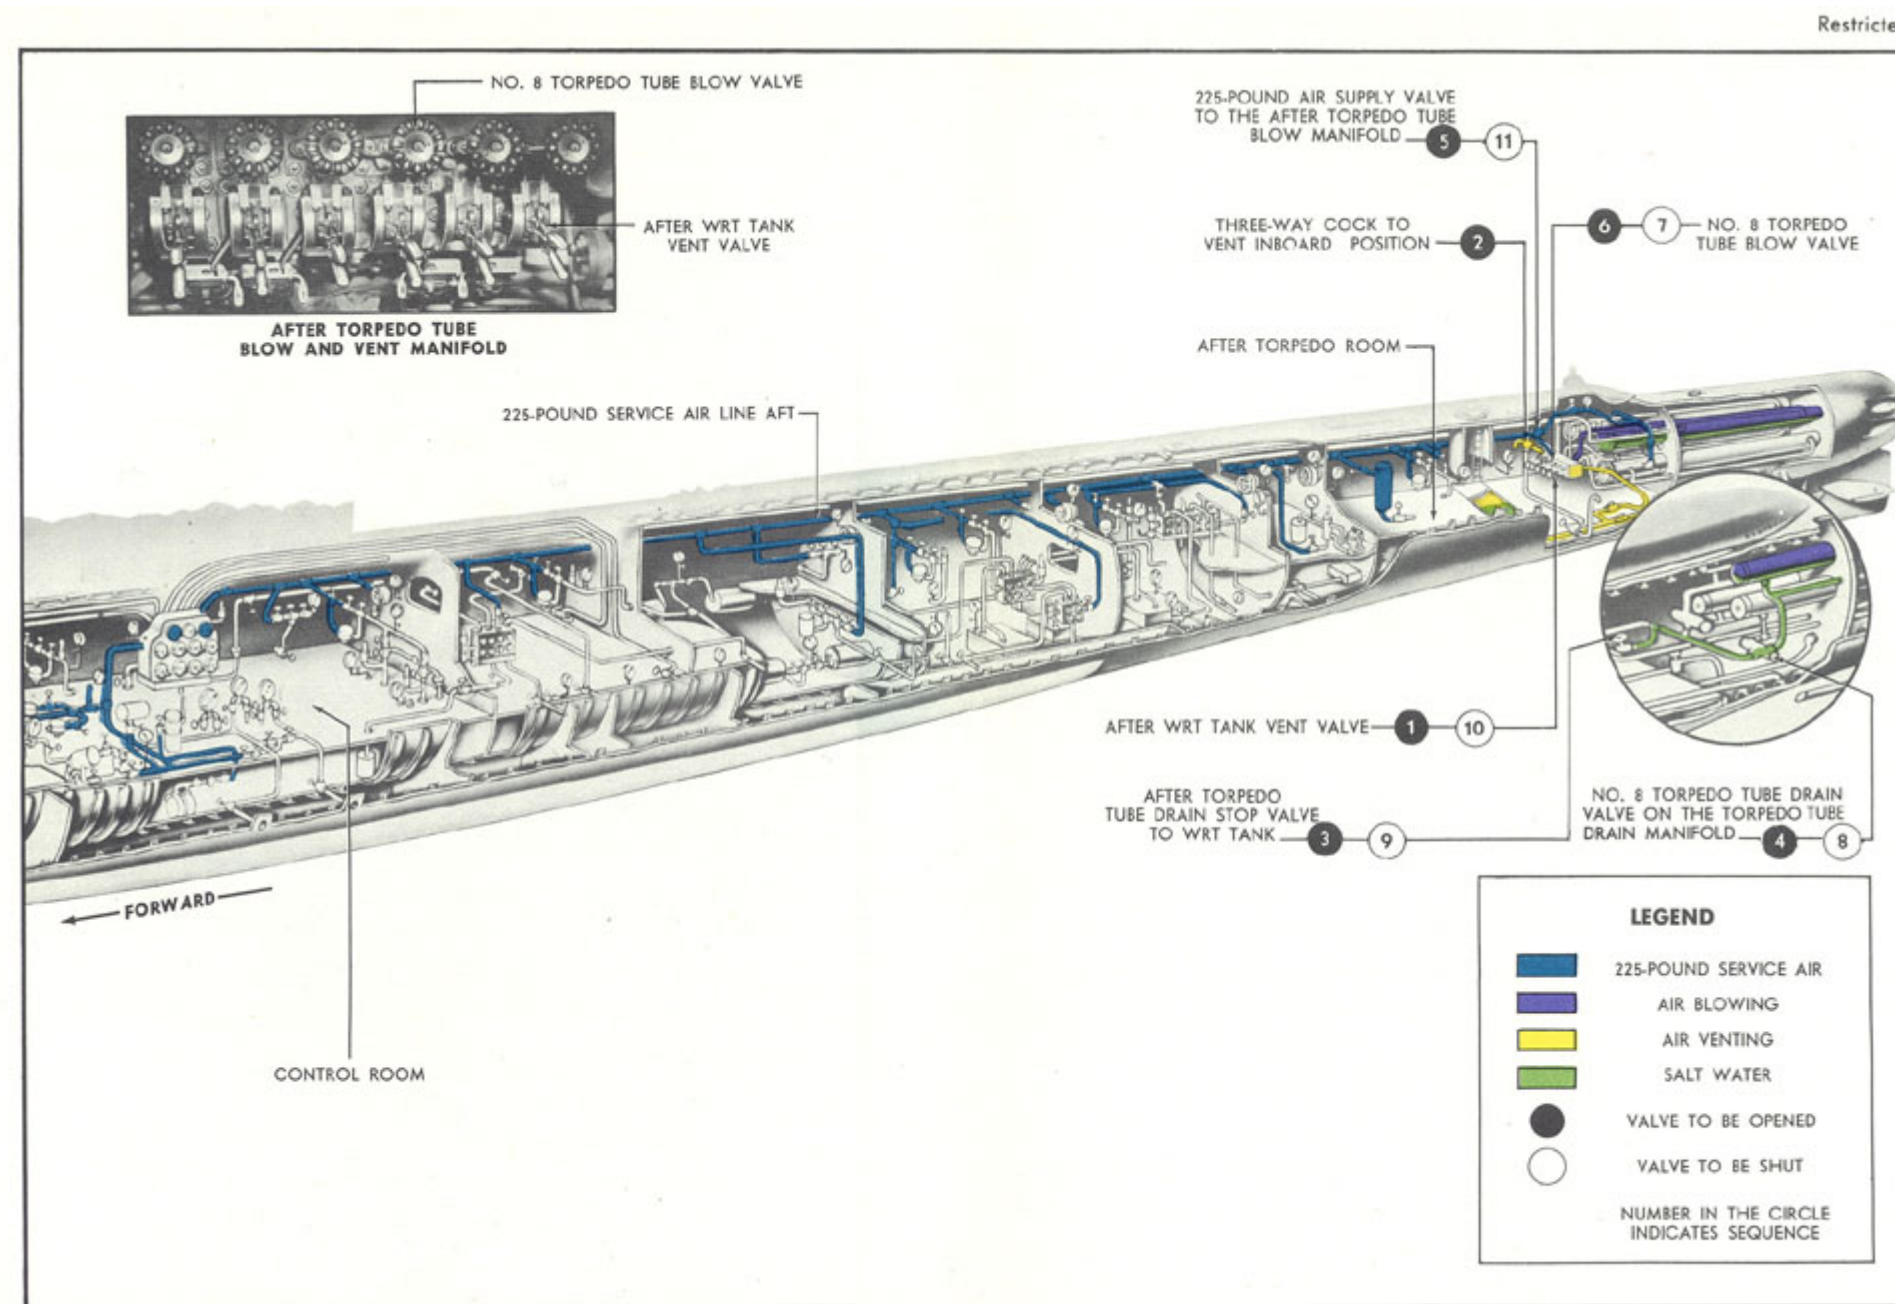 Restricte
NO. 8 TORPEDO TUBE BLOW VALVE
AFTER WRT TANK
VENT VALVE
AFTER TORPEDO TUBE
BLOW AND VENT MANIFOLD
225-POUND AIR SUPPLY VALVE
TO THE AFTER TORPEDO TUBE
BLOW MANIFOLD 5 11
THREE-WAY COCK TO
VENT INBOARD POSITION 2
6 7 NO. 8 TORPEDO
TUBE BLOW VALVE
AFTER TORPEDO ROOM
225-POUND SERVICE AIR LINE AFT
AFTER WRT TANK VENT VALVE 1 10
AFTER TORPEDO
TUBE DRAIN STOP VALVE
TO WRT TANK 3 9
NO. 8 TORPEDO TUBE DRAIN
VALVE ON THE TORPEDO TUBE
DRAIN MANIFOLD 4 8
FORWARD
CONTROL ROOM
LEGEND
225-POUND SERVICE AIR
AIR BLOWING
AIR VENTING
SALT WATER
VALVE TO BE OPENED
VALVE TO BE SHUT
NUMBER IN THE CIRCLE
INDICATES SEQUENCE